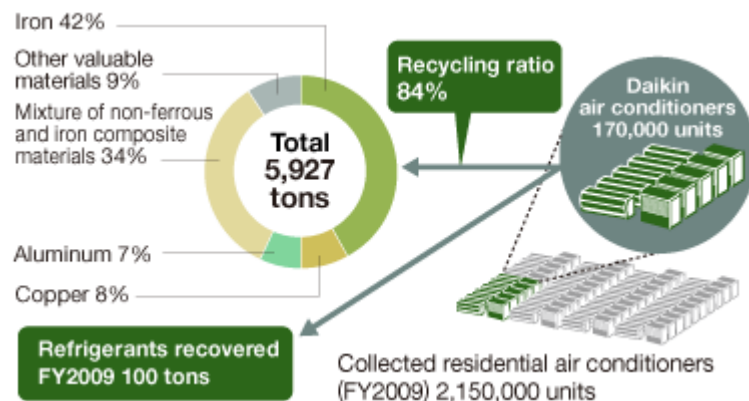 Iron 42%
Other valuable
materials 9%
Mixture of non-ferrous
and iron composite
materials 34%
Aluminum 7%
Copper 8%
Total
5,927
tons
Recycling ratio
84%
Daikin
air conditioners
170,000 units
Refrigerants recovered
FY2009 100 tons
Collected residential air conditioners
(FY2009) 2,150,000 units